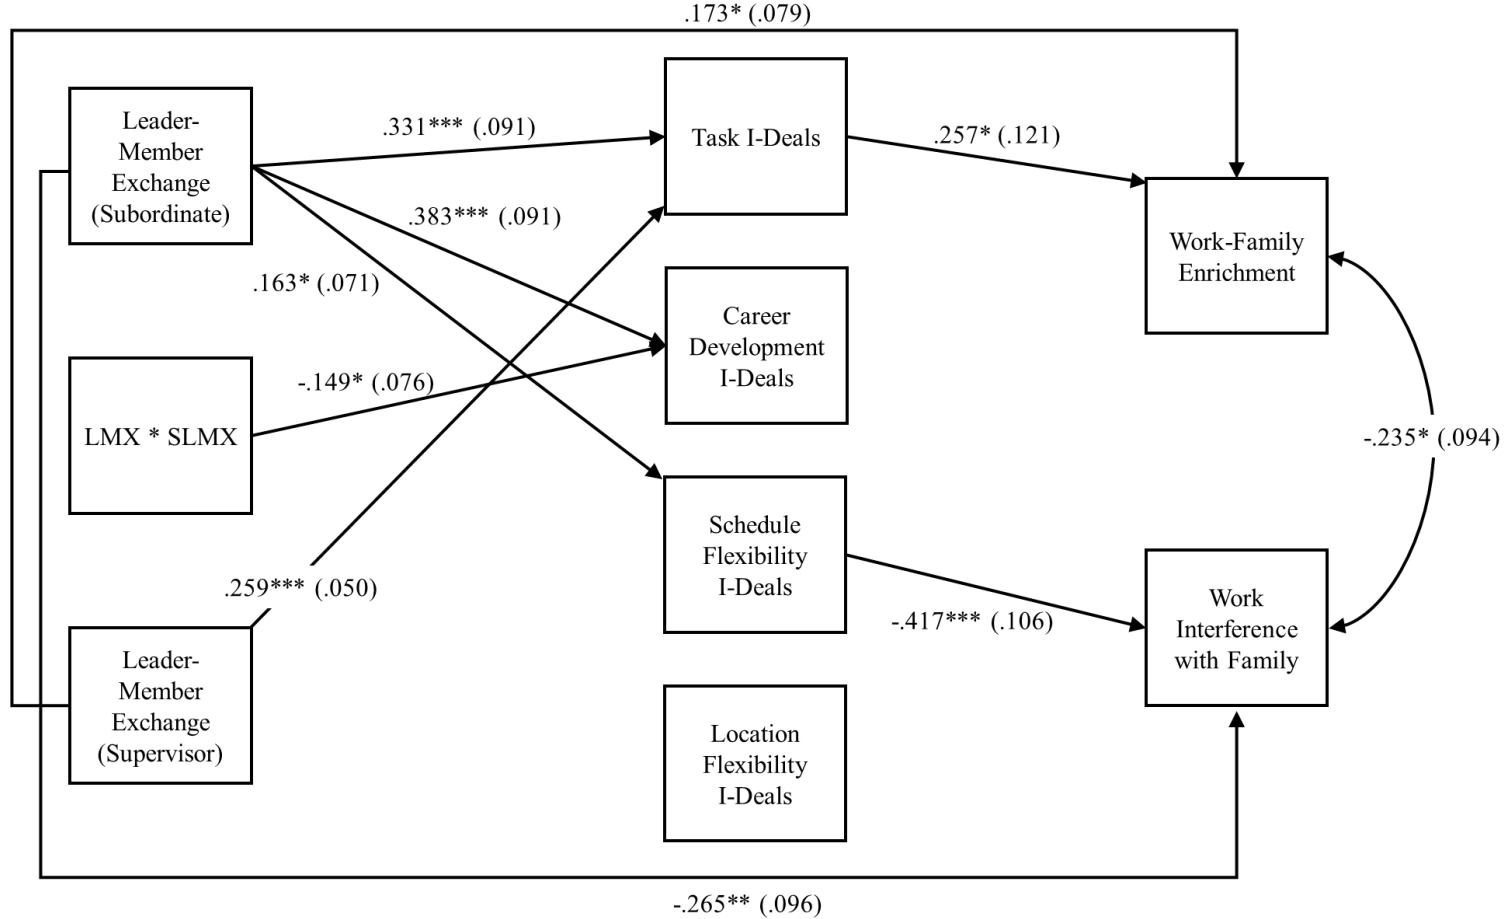 .173* (.079)
Leader-
Member
Exchange
(Subordinate)
.331*** (.091)
Task I-Deals
.257* (.121)
.383*** (.091)
.163* (.071)
Work-Family
Enrichment
Career
Development
I-Deals
-.149* (.076)
LMX * SLMX
-.235* (.094)
Schedule
Flexibility
I-Deals
.259*** (.050)
-.417*** (.106)
Work
Interference
with Family
Leader-
Member
Exchange
(Supervisor)
Location
Flexibility
I-Deals
-.265** (.096)